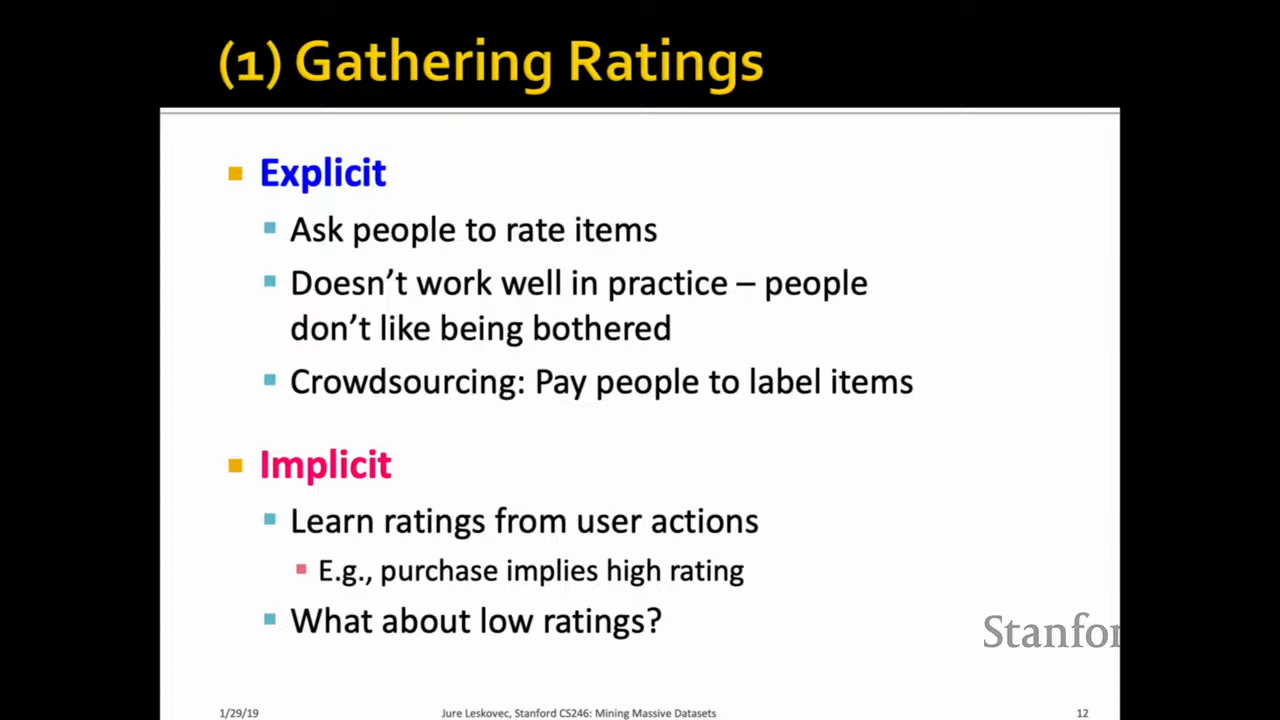 (1) Gathering Ratings
Explicit
Ask people to rate items
Doesn't work well in practice – people
don't like being bothered
Crowdsourcing: Pay people to label items
Implicit
Learn ratings from user actions
E.g., purchase implies high rating
What about low ratings?
Stanfor
1/29/19
Jure Leskovec, Stanford CS246: Mining Massive Datasets
12